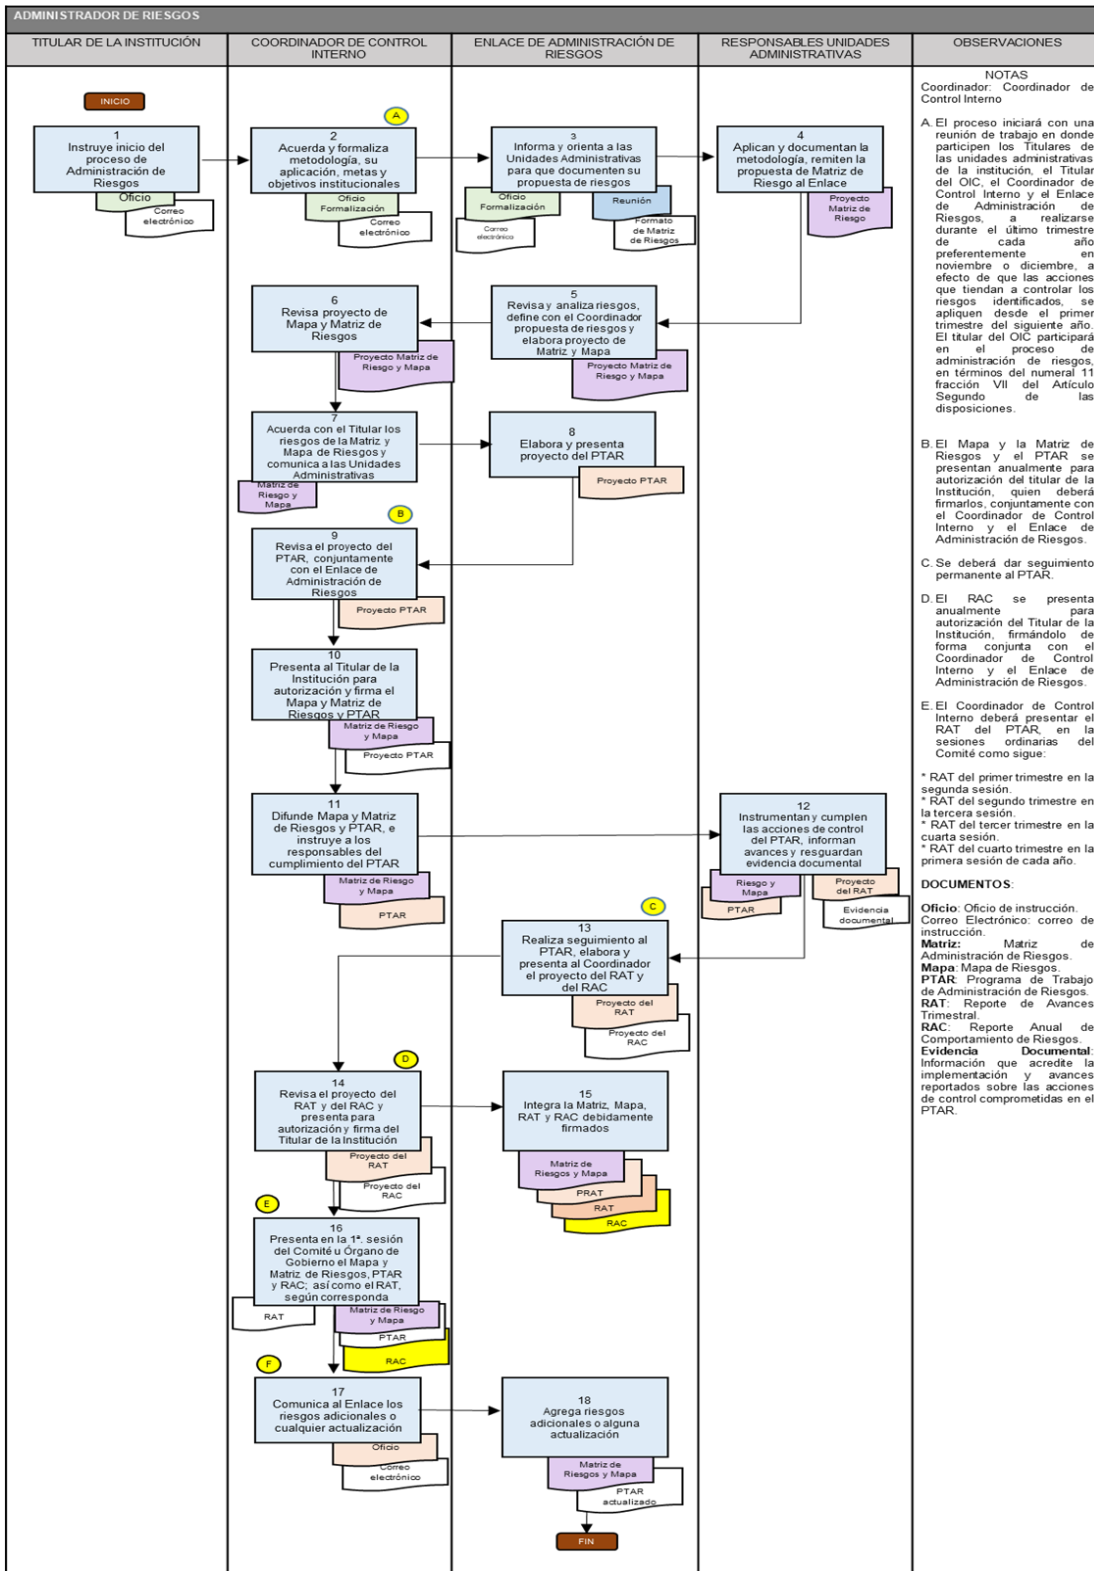 ADMINISTRADOR DE RIESGOS
TITULAR DE LA INSTITUCIÓN
COORDINADOR DE CONTROL
INTERNO
ENLACE DE ADMINISTRACIÓN DE
RIESGOS
RESPONSABLES UNIDADES
ADMINISTRATIVAS
OBSERVACIONES
INICIO
1
Instruye inicio del
proceso de
Administración de
Riesgos
Oficio
Correo
electrónico
A
2
Acuerda y formaliza
metodología, su
aplicación, metas y
objetivos institucionales
Oficio
Formalización
Correo
electrónico
3
Informa y orienta a las
Unidades Administrativas
para que documenten su
propuesta de riesgos
Oficio
Formalización
Correo
electrónico
Reunión
Formato
de Matriz
de Riesgos
4
Aplican y documentan la
metodología, remiten la
propuesta de Matriz de
Riesgo al Enlace
Proyecto
Matriz de
Riesgo
6
Revisa proyecto de
Mapa y Matriz de
Riesgos
Proyecto Matriz de
Riesgo y Mapa
5
Revisa y analiza riesgos,
define con el Coordinador
propuesta de riesgos y
elabora proyecto de
Matriz y Mapa
Proyecto Matriz de
Riesgo y Mapa
7
Acuerda con el Titular los
riesgos de la Matriz y
Mapa de Riesgos y
comunica a las Unidades
Administrativas
Matriz de
Riesgo y
Mapa
8
Elabora y presenta
proyecto del PTAR
Proyecto PTAR
B
9
Revisa el proyecto del
PTAR, conjuntamente
con el Enlace de
Administración de
Riesgos
Proyecto PTAR
10
Presenta al Titular de la
Institución para
autorización y firma el
Mapa y Matriz de
Riesgos y PTAR
Matriz de Riesgo
y Mapa
Proyecto PTAR
11
Difunde Mapa y Matriz
de Riesgos y PTAR, e
instruye a los
responsables del
cumplimiento del PTAR
Matriz de Riesgo
y Mapa
PTAR
12
Instrumentan y cumplen
las acciones de control
del PTAR, informan
avances y resguardan
evidencia documental
Riesgo y
Mapa
PTAR
Proyecto
del RAT
Evidencia
documental
C
13
Realiza seguimiento al
PTAR, elabora y
presenta al Coordinador
el proyecto del RAT y
del RAC
Proyecto del
RAT
Proyecto del
RAC
D
14
Revisa el proyecto del
RAT y del RAC y
presenta para
autorización y firma del
Titular de la Institución
Proyecto del
RAT
Proyecto del
RAC
15
Integra la Matriz, Mapa,
RAT y RAC debidamente
firmados
Matriz de
Riesgos y Mapa
PRAT
RAT
RAC
E
16
Presenta en la 1ª. sesión
del Comité u Órgano de
Gobierno el Mapa y
Matriz de Riesgos, PTAR
y RAC; así como el RAT,
según corresponda
RAT
Matriz de Riesgo
y Mapa
PTAR
RAC
F
17
Comunica al Enlace los
riesgos adicionales o
cualquier actualización
Oficio
Correo
electrónico
18
Agrega riesgos
adicionales o alguna
actualización
Matriz de
Riesgos y Mapa
PTAR
actualizado
FIN
NOTAS
Coordinador: Coordinador de
Control Interno
A. El proceso iniciará con una
reunión de trabajo en donde
participen los Titulares de
las unidades administrativas
de la institución, el Titular
del OIC, el Coordinador de
Control Interno y el Enlace
de Administración de
Riesgos, a realizarse
durante el último trimestre
de cada año
preferentemente en
noviembre o diciembre, a
efecto de que las acciones
que tiendan a controlar los
riesgos identificados, se
apliquen desde el primer
trimestre del siguiente año.
El titular del OIC participará
en el proceso de
administración de riesgos,
en términos del numeral 11
fracción VII del Artículo
Segundo de las
disposiciones.
B. El Mapa y la Matriz de
Riesgos y el PTAR se
presentan anualmente para
autorización del titular de la
Institución, quien deberá
firmarlos, conjuntamente con
el Coordinador de Control
Interno y el Enlace de
Administración de Riesgos.
C. Se deberá dar seguimiento
permanente al PTAR.
D. El RAC se presenta
anualmente para
autorización del Titular de la
Institución, firmándolo de
forma conjunta con el
Coordinador de Control
Interno y el Enlace de
Administración de Riesgos.
E. El Coordinador de Control
Interno deberá presentar el
RAT del PTAR, en la
sesiones ordinarias del
Comité como sigue:
* RAT del primer trimestre en la
segunda sesión.
* RAT del segundo trimestre en
la tercera sesión.
* RAT del tercer trimestre en la
cuarta sesión.
* RAT del cuarto trimestre en la
primera sesión de cada año.
DOCUMENTOS:
Oficio: Oficio de instrucción.
Correo Electrónico: correo de
instrucción.
Matriz: Matriz de
Administración de Riesgos.
Mapa: Mapa de Riesgos.
PTAR: Programa de Trabajo
de Administración de Riesgos.
RAT: Reporte de Avances
Trimestral.
RAC: Reporte Anual de
Comportamiento de Riesgos.
Evidencia Documental:
Información que acredite la
implementación y avances
reportados sobre las acciones
de control comprometidas en el
PTAR.